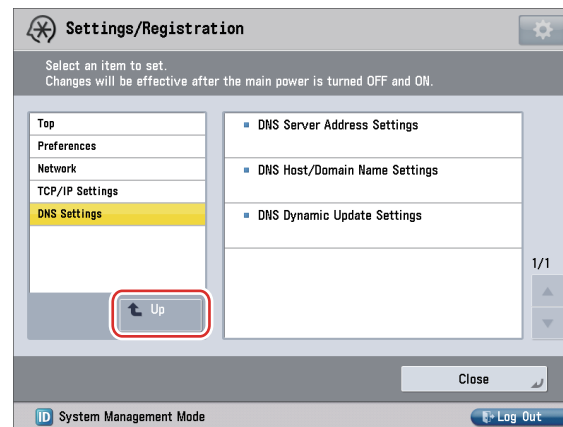 Settings/Registration
Select an item to set.
Changes will be effective after the main power is turned OFF and ON.
Top
Preferences
Network
TCP/IP Settings
DNS Settings
Up
DNS Server Address Settings
DNS Host/Domain Name Settings
DNS Dynamic Update Settings
1/1
Close
ID System Management Mode
Log Out